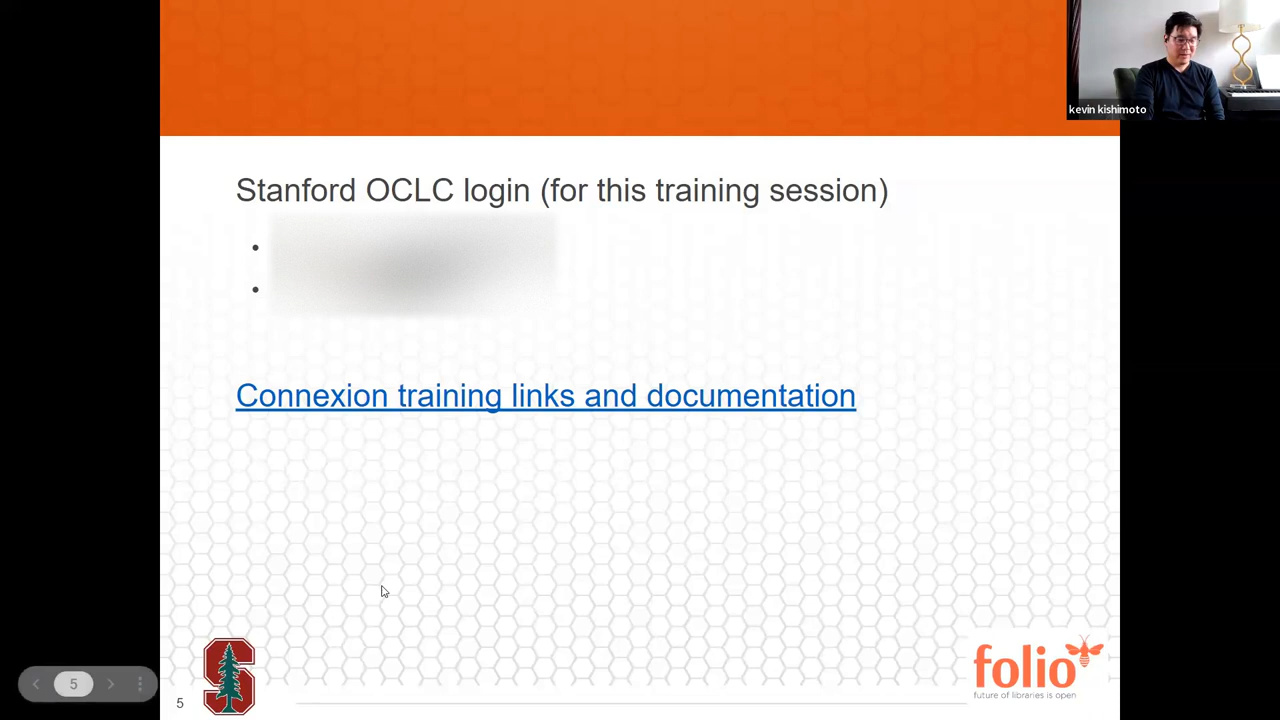 kevin kishimoto
Stanford OCLC login (for this training session)
•
•
Connexion training links and documentation
5
5
S
folio
future of libraries is open